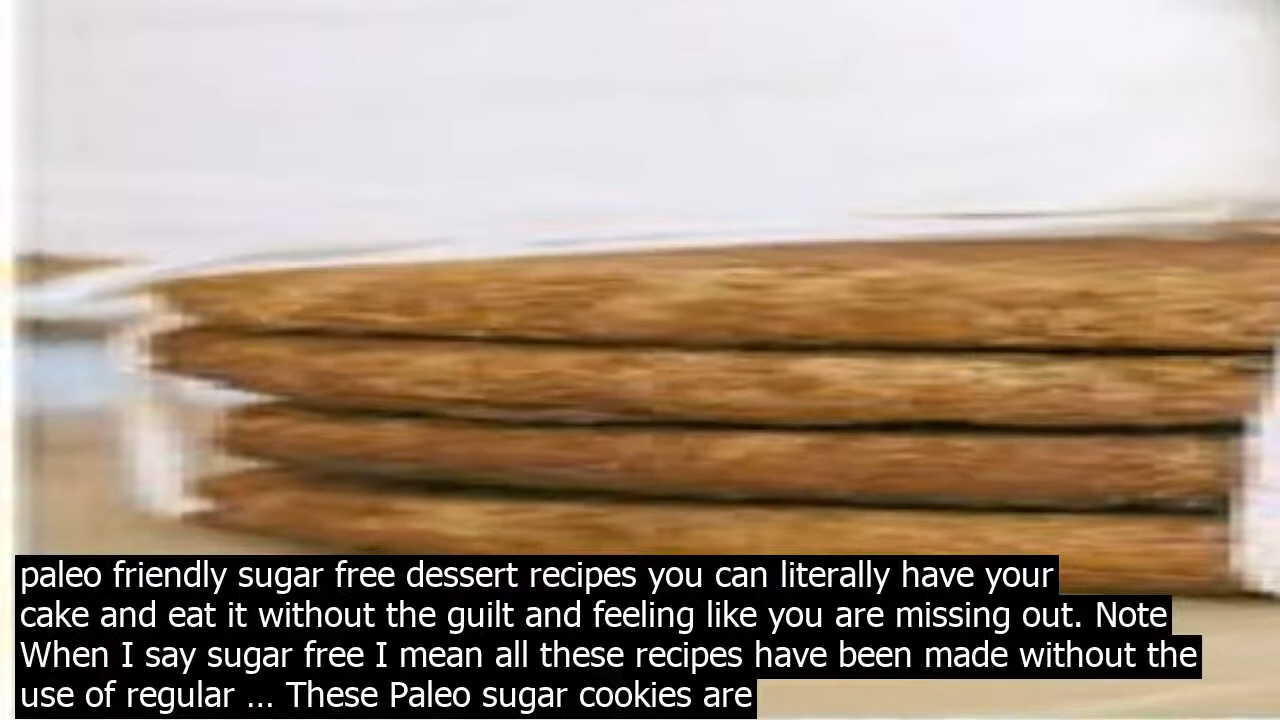 paleo friendly sugar free dessert recipes you can literally have your
cake and eat it without the guilt and feeling like you are missing out. Note
When I say sugar free I mean all these recipes have been made without the
use of regular ... These Paleo sugar cookies are